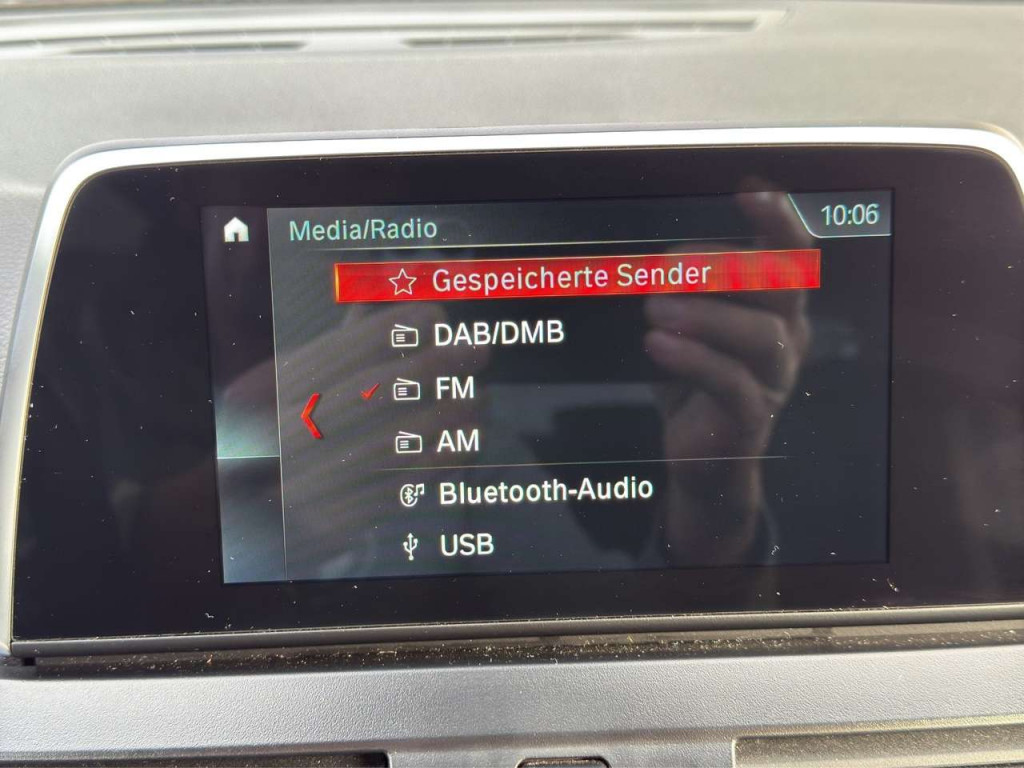 Media/Radio
10:06
Gespeicherte Sender
DAB/DMB
FM
AM
Bluetooth-Audio
USB